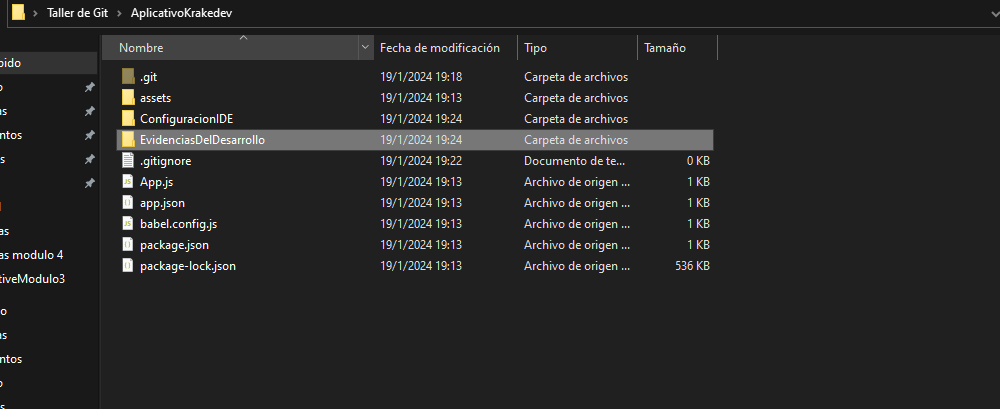 Taller de Git > AplicativoKrakedev
Nombre Fecha de modificación Tipo Tamaño
.git 19/1/2024 19:18 Carpeta de archivos
assets 19/1/2024 19:13 Carpeta de archivos
ConfiguracionIDE 19/1/2024 19:24 Carpeta de archivos
EvidenciasDelDesarrollo 19/1/2024 19:24 Carpeta de archivos
.gitignore 19/1/2024 19:22 Documento de te... 0 KB
App.js 19/1/2024 19:13 Archivo de origen ... 1 KB
app.json 19/1/2024 19:13 Archivo de origen ... 1 KB
babel.config.js 19/1/2024 19:13 Archivo de origen ... 1 KB
package.json 19/1/2024 19:13 Archivo de origen ... 1 KB
package-lock.json 19/1/2024 19:13 Archivo de origen ... 536 KB
pido
o
as
ntos
s
as
as modulo 4
tiveModulo3
o
as
ntos
o
as